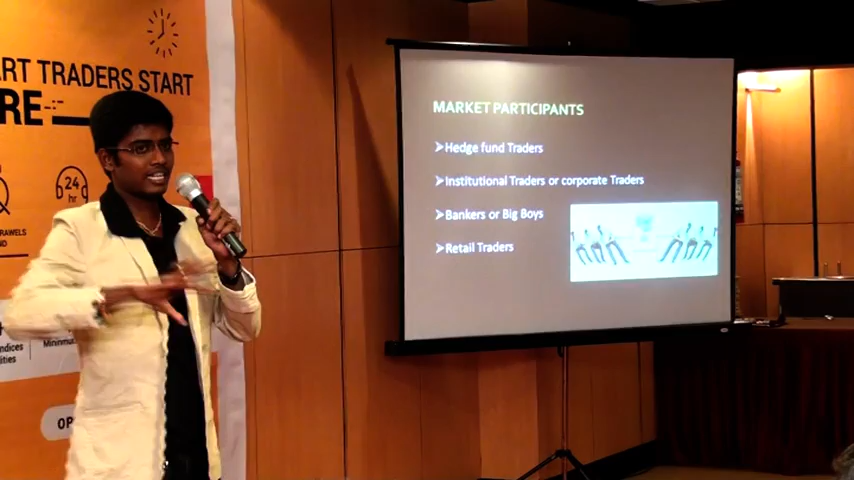 ART TRADERS START
RE
24
hr
RAWELS
ND
ndices
ities
Minimu
OP
MARKET PARTICIPANTS
➢Hedge fund Traders
➢Institutional Traders or corporate Traders
➢Bankers or Big Boys
➢Retail Traders